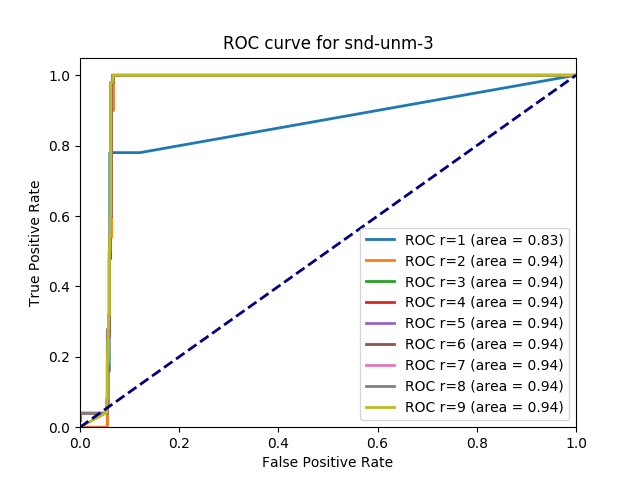 ROC curve for snd-unm-3
True Positive Rate
1.0
0.8
0.6
0.4
0.2
0.0
0.0 0.2 0.4 0.6 0.8 1.0
False Positive Rate
ROC r=1 (area = 0.83)
ROC r=2 (area = 0.94)
ROC r=3 (area = 0.94)
ROC r=4 (area = 0.94)
ROC r=5 (area = 0.94)
ROC r=6 (area = 0.94)
ROC r=7 (area = 0.94)
ROC r=8 (area = 0.94)
ROC r=9 (area = 0.94)